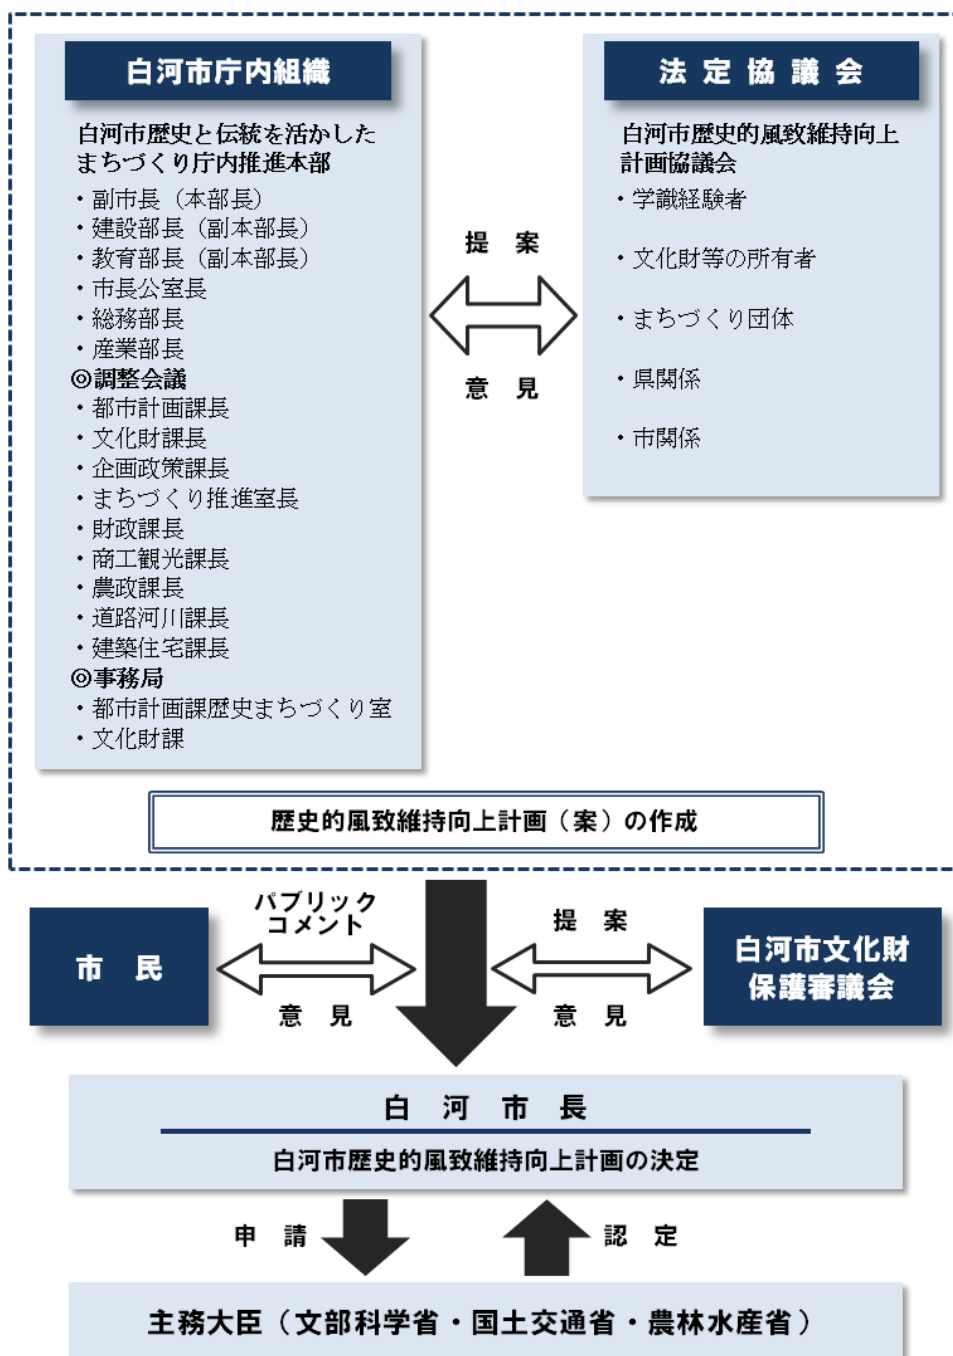 白河市庁内組織
白河市歴史と伝統を活かした
まちづくり庁内推進本部
・副市長（本部長）
・建設部長（副本部長）
・教育部長（副本部長）
・市長公室長
・総務部長
・産業部長
◎調整会議
・都市計画課長
・文化財課長
・企画政策課長
・まちづくり推進室長
・財政課長
・商工観光課長
・農政課長
・道路河川課長
・建築住宅課長
◎事務局
・都市計画課歴史まちづくり室
・文化財課
提 案
意 見
法 定 協 議 会
白河市歴史的風致維持向上
計画協議会
・学識経験者
・文化財等の所有者
・まちづくり団体
・県関係
・市関係
歴史的風致維持向上計画（案）の作成
市 民
パブリック
コメント
意 見
提 案
意 見
白河市文化財
保護審議会
白 河 市 長
白河市歴史的風致維持向上計画の決定
申 請
認 定
主務大臣（文部科学省・国土交通省・農林水産省）